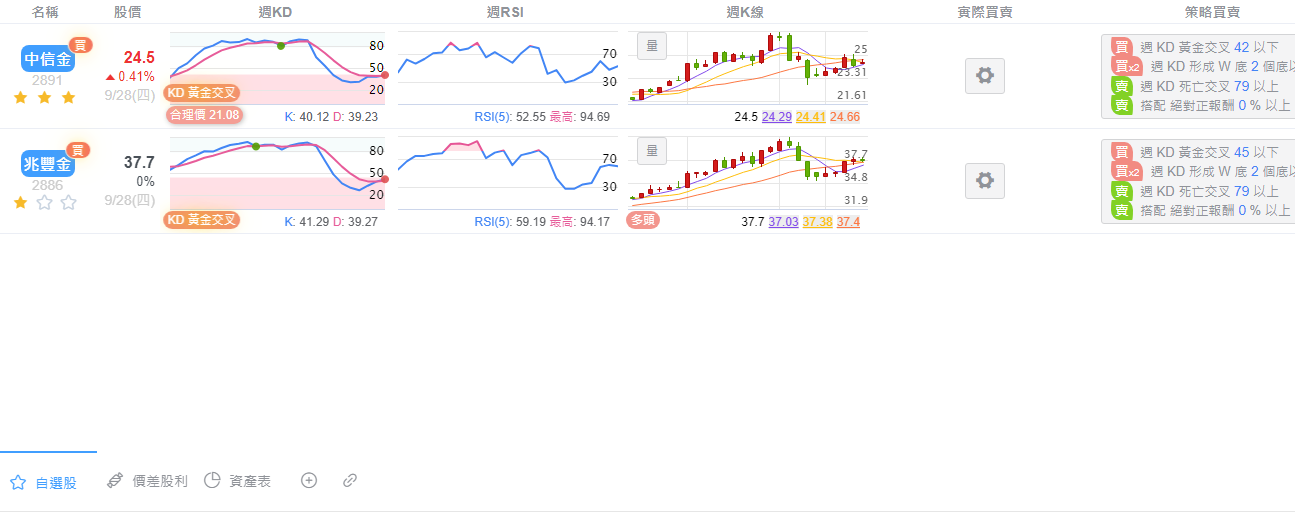 名稱 股價 週KD 週RSI 週K線 實際買賣 策略買賣
中信金 買
2891
24.5
0.41%
9/28(四)
80
50
20
KD 黃金交叉
合理價 21.08
K: 40.12 D: 39.23
70
30
RSI(5): 52.55 最高: 94.69
量
25
23.31
21.61
24.5 24.29 24.41 24.66
買 週 KD 黃金交叉 42 以下
買x2 週 KD 形成 W 底 2 個底以
賣 週 KD 死亡交叉 79 以上
賣 搭配 絕對正報酬 0 % 以上
兆豐金 買
2886
37.7
0%
9/28(四)
80
50
20
KD 黃金交叉
K: 41.29 D: 39.27
70
30
RSI(5): 59.19 最高: 94.17
量
37.7
34.8
31.9
多頭
37.7 37.03 37.38 37.4
買 週 KD 黃金交叉 45 以下
買x2 週 KD 形成 W 底 2 個底以
賣 週 KD 死亡交叉 79 以上
賣 搭配 絕對正報酬 0 % 以上
自選股 價差股利 資產表